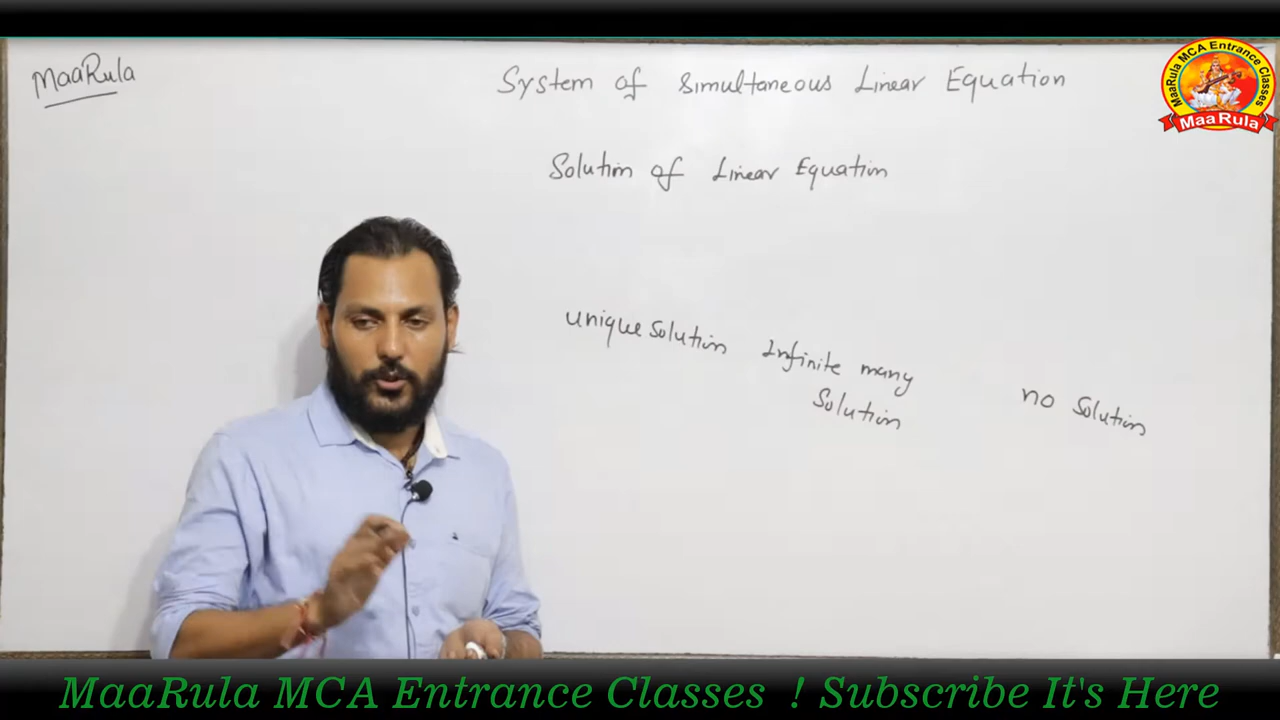 MaaRula
System of Simultaneous Linear Equation
MaaRula MCA Entrance Classes
MaaRula
Solution of Linear Equation
unique Solution Infinite many
Solution
no Solution
MaaRula MCA Entrance Classes ! Subscribe It's Here